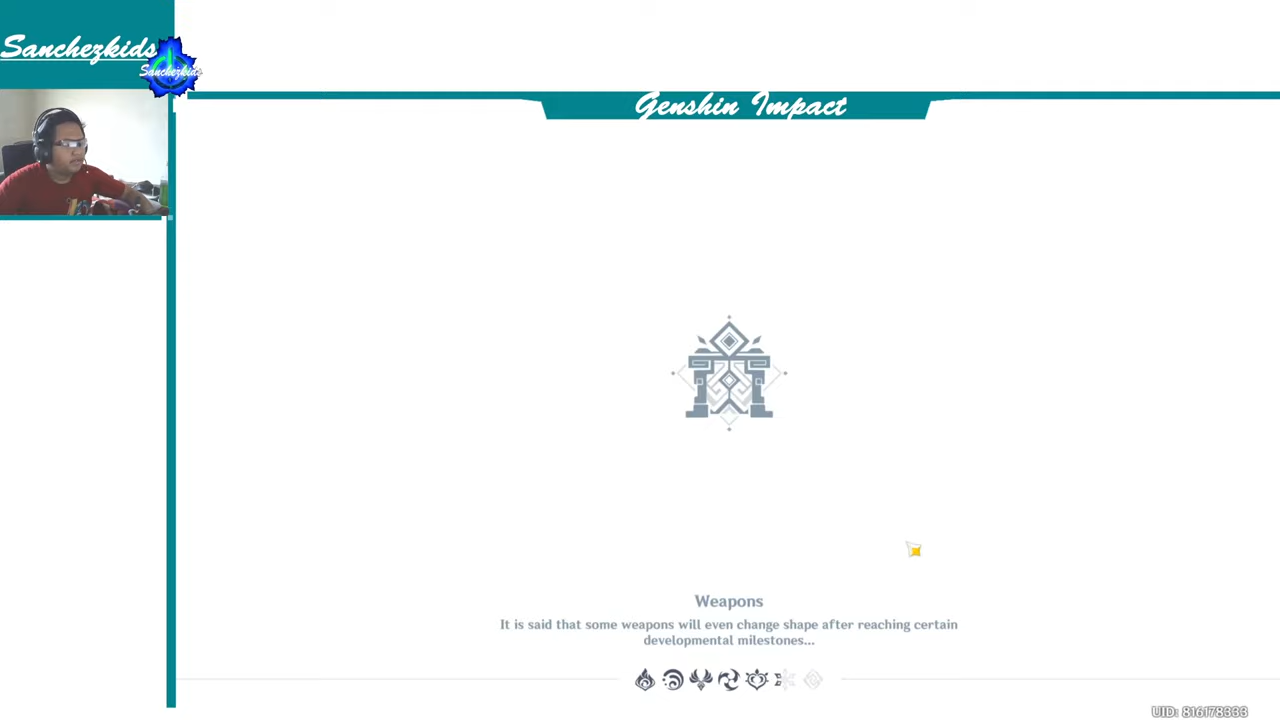 Sanchezkids
Sanchezkids
Genshin Impact
Weapons
It is said that some weapons will even change shape after reaching certain
developmental milestones...
UID: 816178333